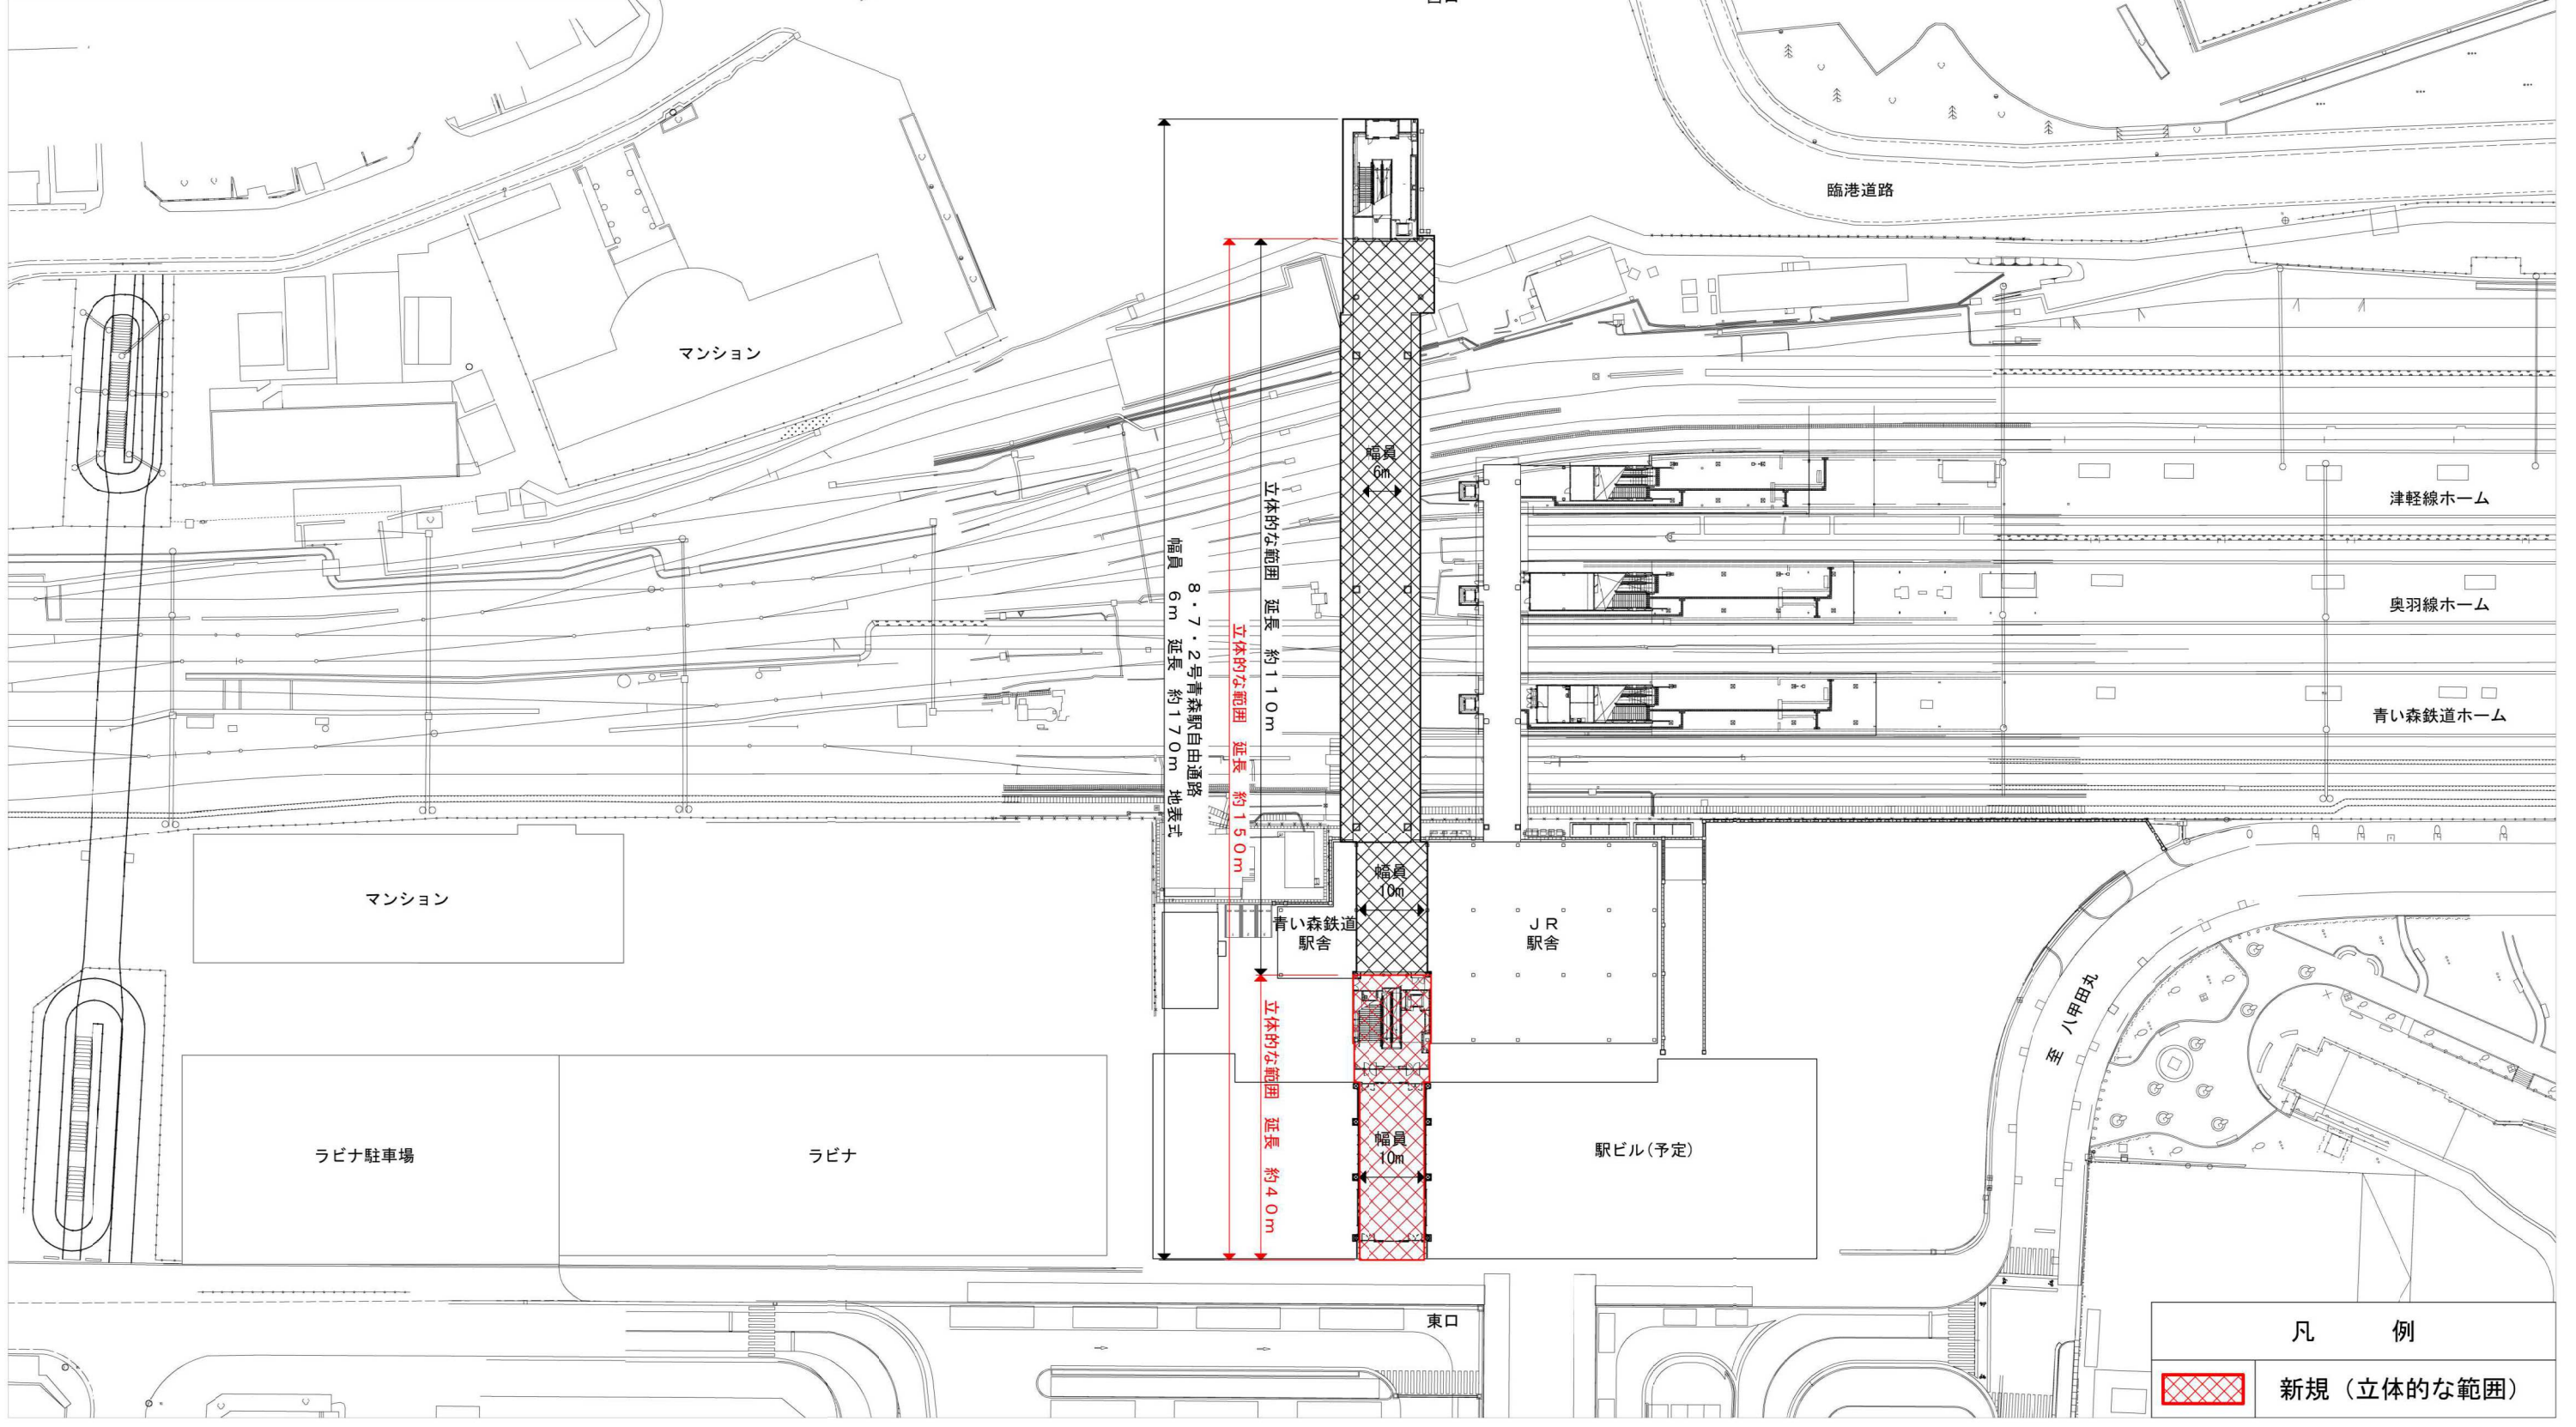 臨港道路
マンション
幅員
6m
津軽線ホーム
奥羽線ホーム
青い森鉄道ホーム
立体的な範囲 延長 約110m
立体的な範囲 延長 約150m
8・7・2号青森駅自由通路
幅員 6m 延長 約170m 地表式
マンション
幅員
10m
青い森鉄道
駅舎
JR
駅舎
至 八甲田丸
立体的な範囲 延長 約40m
幅員
10m
ラビナ駐車場
ラビナ
駅ビル(予定)
東口
凡 例
新規(立体的な範囲)